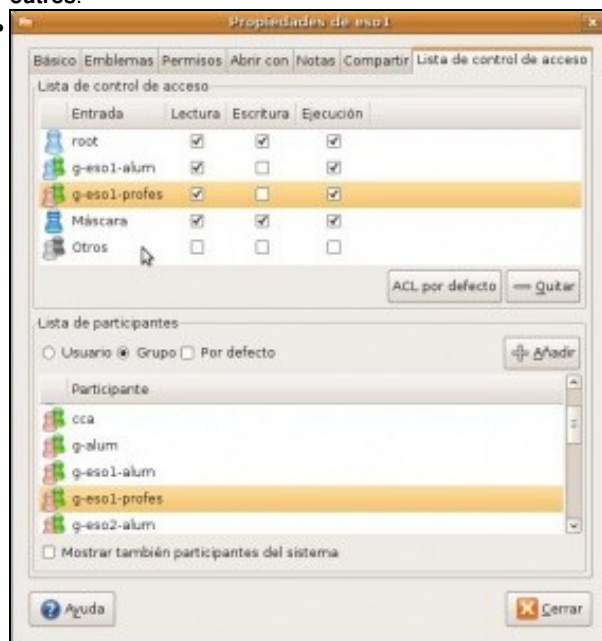 outros.
Propiedades de eso1
Básico Emblemas Permisos Abrir con Notas Compartir Lista de control de acceso
Lista de control de acceso
Entrada Lectura Escritura Ejecución
root
g-eso1-alum
g-eso1-profes
Máscara
Otros
ACL por defecto Quitar
Lista de participantes
Usuario Grupo Por defecto Añadir
Participante
cca
g-alum
g-eso1-alum
g-eso1-profes
g-eso2-alum
Mostrar también participantes del sistema
Ayuda Cerrar